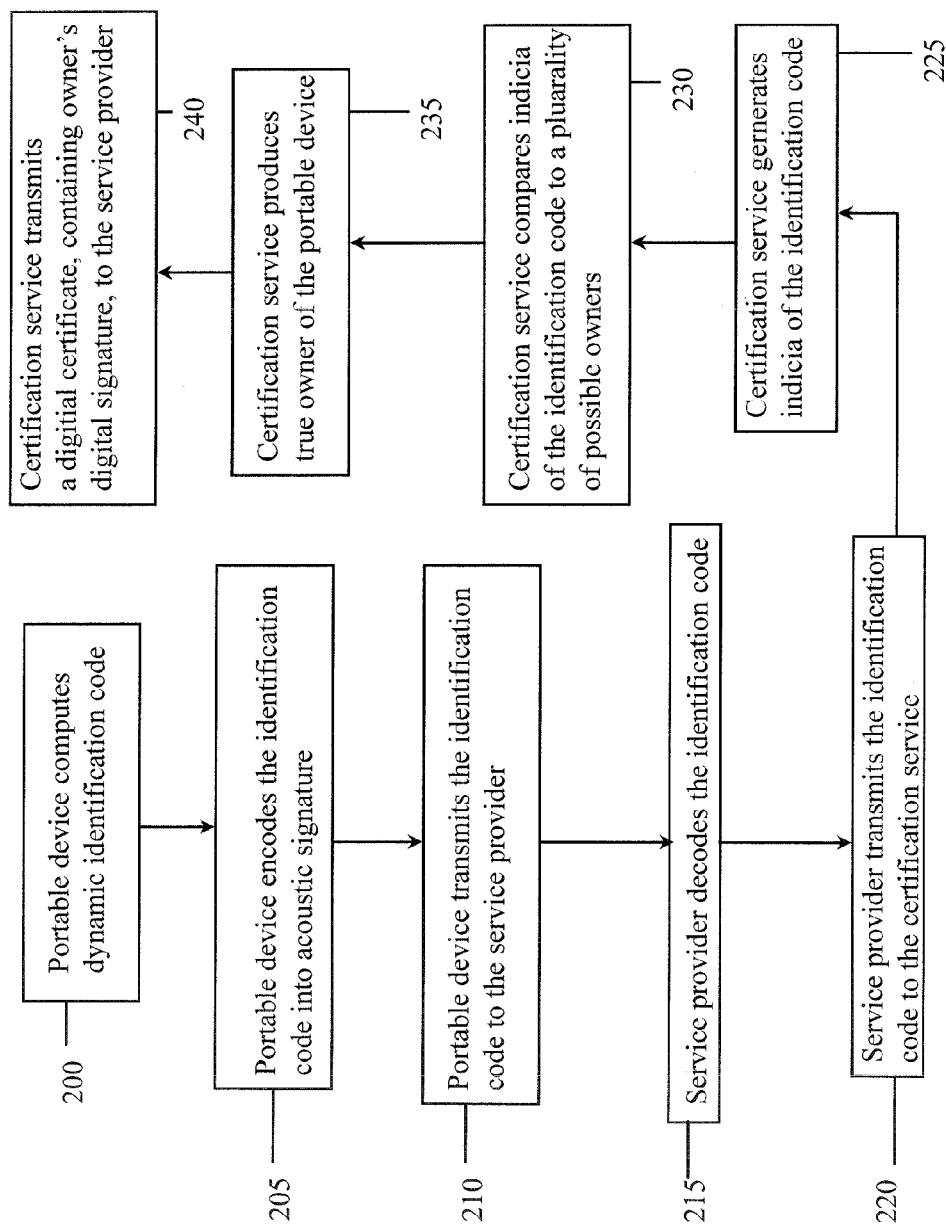 Portable device computes
dynamic identification code
200
Portable device encodes the identification
code into acoustic signature
205
Portable device transmits the identification
code to the service provider
210
Service provider decodes the identification code
215
Service provider transmits the identification
code to the certification service
220
Certification service gernerates
indicia of the identification code
225
Certification service compares indicia
of the identification code to a pluarality
of possible owners
230
Certification service produces
true owner of the portable device
235
Certification service transmits
a digitial certificate, containing owner's
digital signature, to the service provider
240